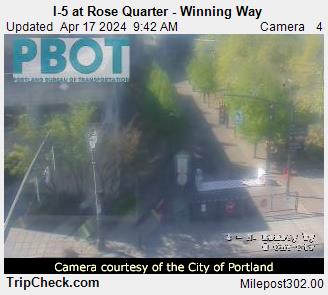 I-5 at Rose Quarter - Winning Way
Updated Apr 17 2024 9:42 AM Camera 4
PBOT
PORTLAND BUREAU OF TRANSPORTATION
Camera courtesy of the City of Portland
TripCheck.com Milepost302.00